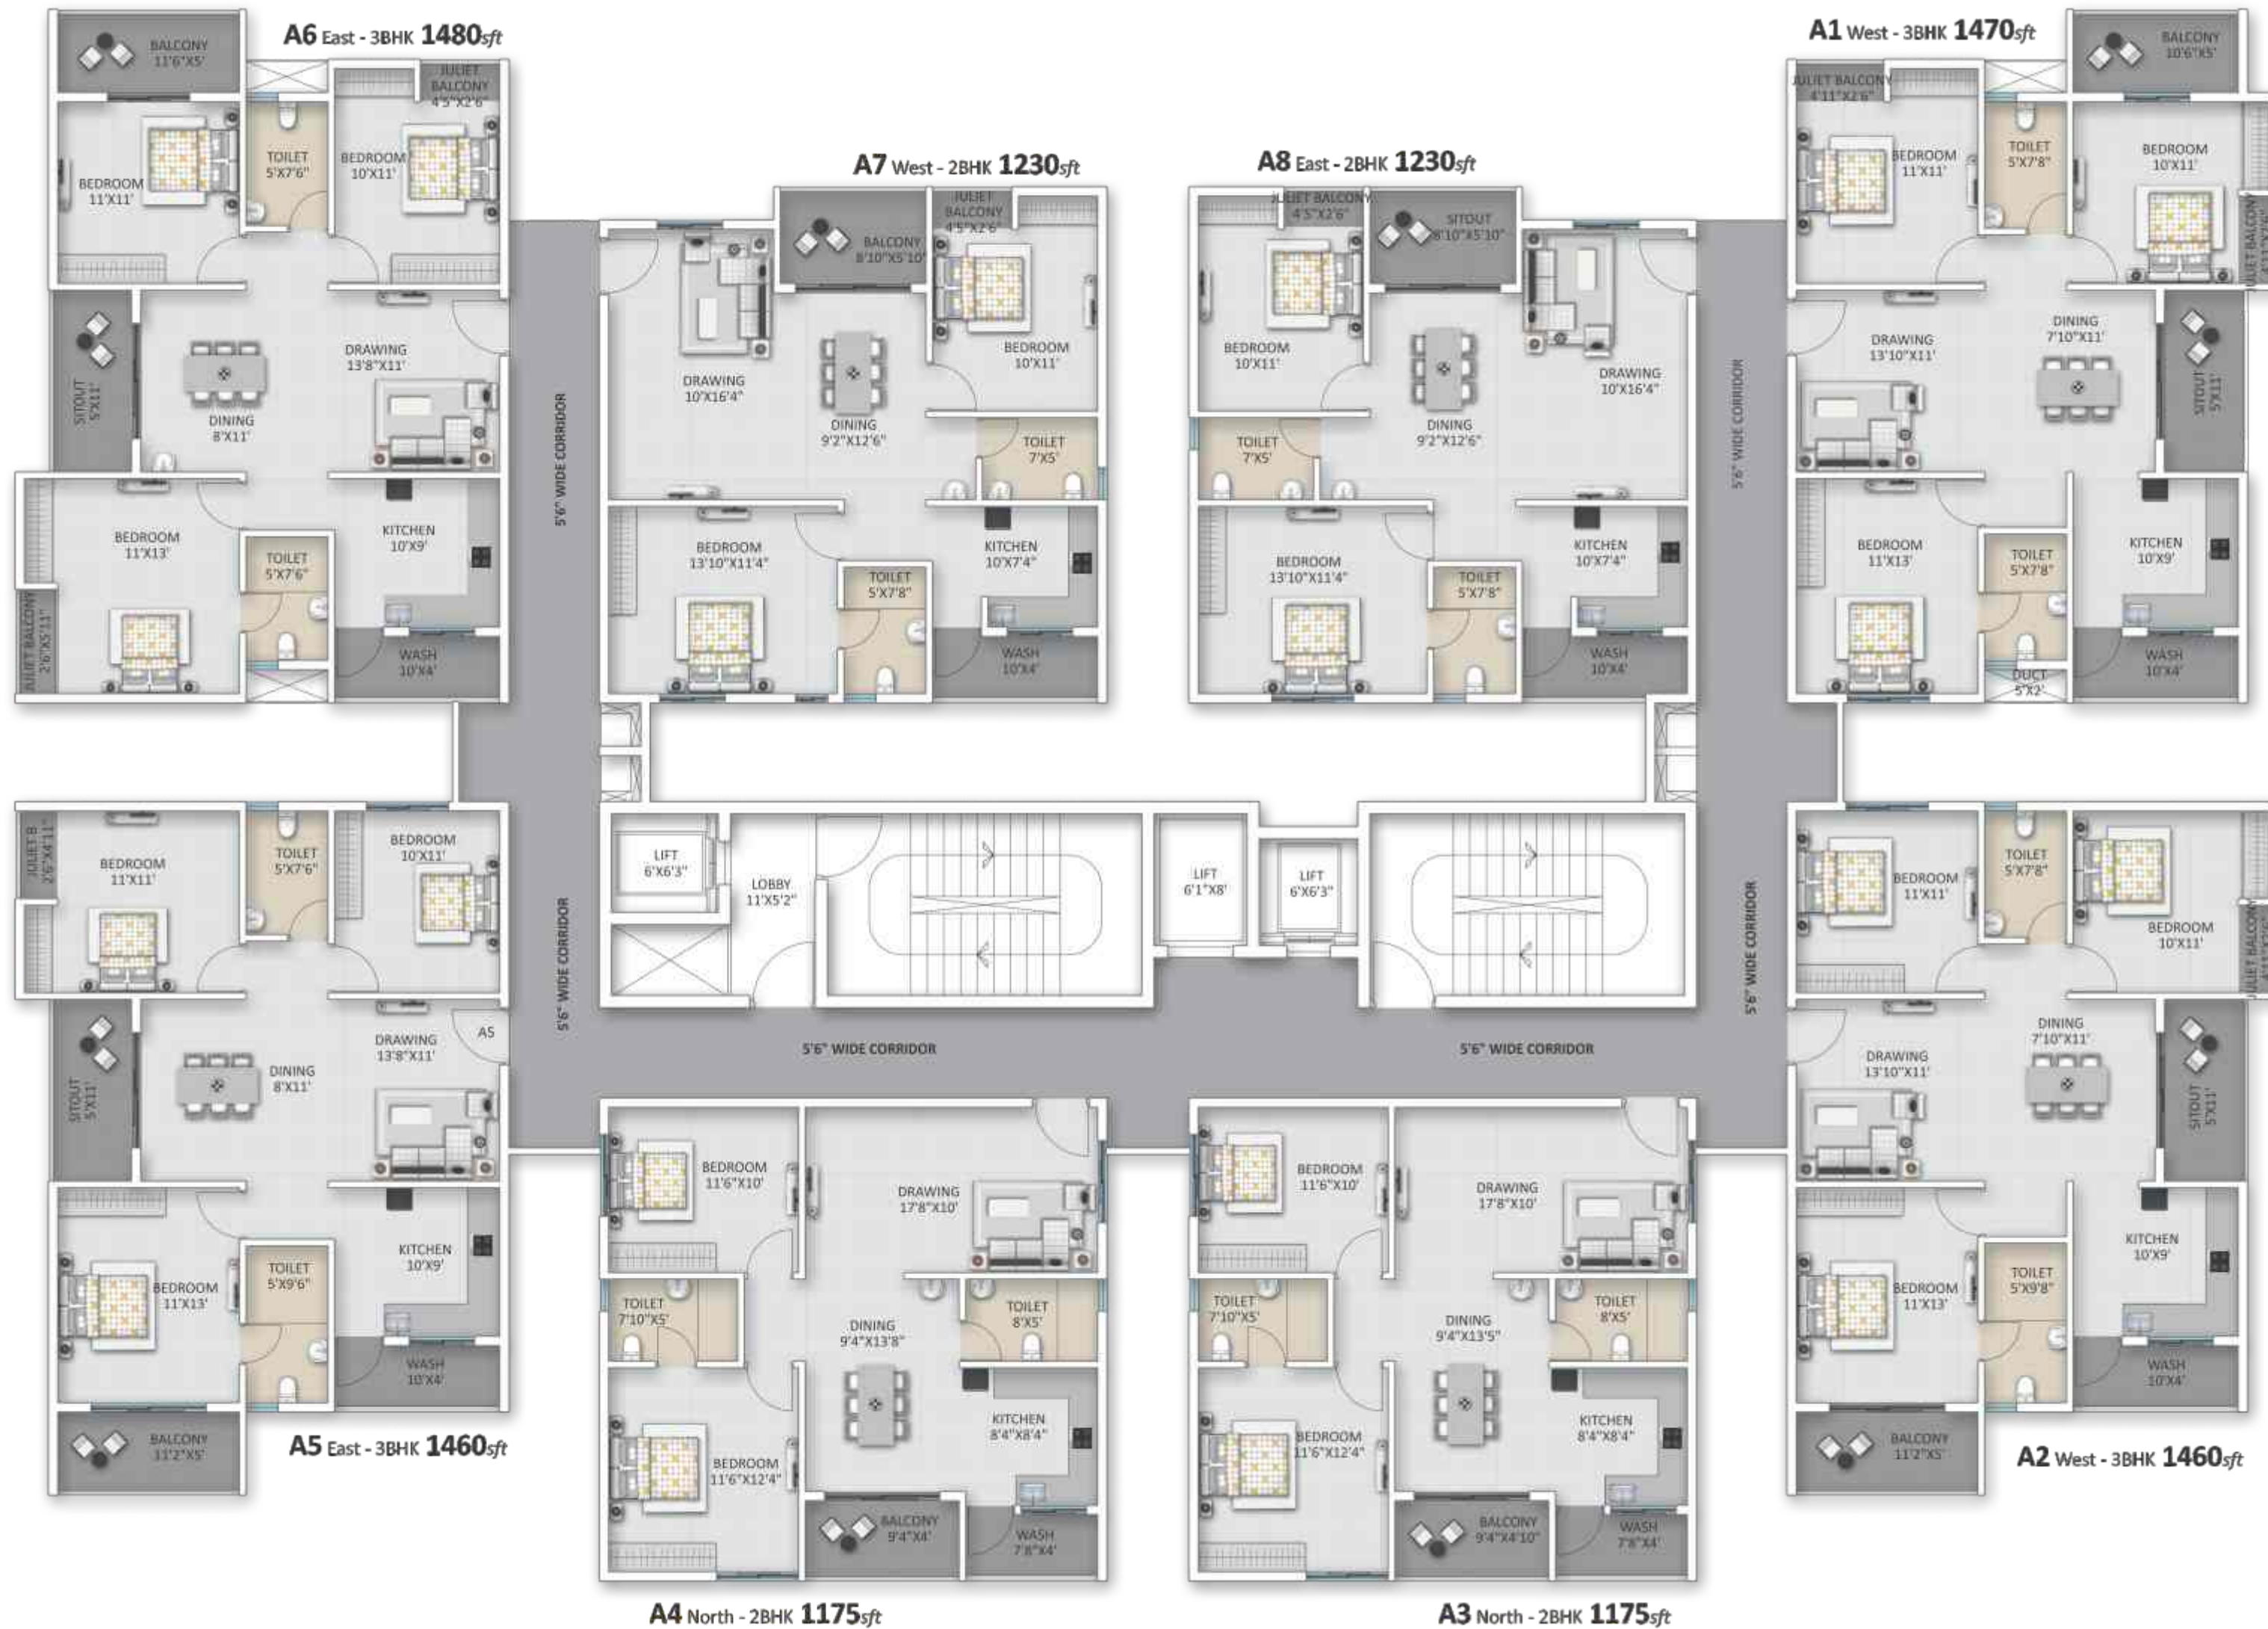 A6 East - 3BHK 1480sft
BALCONY
11'6"X5'
JULIET
BALCONY
4'5"X2'6"
TOILET
5'X7'6"
BEDROOM
10'X11'
BEDROOM
11'X11'
DRAWING
13'8"X11'
SITOUT
5'X11'
DINING
8'X11'
BEDROOM
11'X13'
KITCHEN
10'X9'
TOILET
5'X7'6"
JULIET BALCONY
2'6"X5'11"
WASH
10'X4'
A7 West - 2BHK 1230sft
JULIET
BALCONY
4'5"X2'6"
BALCONY
8'10"X5'10"
BEDROOM
10'X11'
DRAWING
10'X16'4"
DINING
9'2"X12'6"
TOILET
7'X5'
BEDROOM
13'10"X11'4"
KITCHEN
10'X7'4"
TOILET
5'X7'8"
WASH
10'X4'
5'6" WIDE CORRIDOR
A8 East - 2BHK 1230sft
JULIET BALCONY
4'5"X2'6"
SITOUT
8'10"X5'10"
BEDROOM
10'X11'
DRAWING
10'X16'4"
DINING
9'2"X12'6"
TOILET
7'X5'
BEDROOM
13'10"X11'4"
KITCHEN
10'X7'4"
TOILET
5'X7'8"
WASH
10'X4'
5'6" WIDE CORRIDOR
A1 West - 3BHK 1470sft
BALCONY
10'6"X5'
JULIET BALCONY
4'11"X2'6"
BEDROOM
11'X11'
TOILET
5'X7'8"
BEDROOM
10'X11'
JULIET BALCONY
DINING
7'10"X11'
DRAWING
13'10"X11'
SITOUT
5'X11'
BEDROOM
11'X13'
TOILET
5'X7'8"
KITCHEN
10'X9'
WASH
10'X4'
DUCT
5'X2'
JULIET B
2'6"X4'11"
BEDROOM
11'X11'
TOILET
5'X7'6"
BEDROOM
10'X11'
A5
DRAWING
13'8"X11'
SITOUT
5'X11'
DINING
8'X11'
KITCHEN
10'X9'
TOILET
5'X9'6"
BEDROOM
11'X13'
WASH
10'X4'
BALCONY
11'2"X5'
A5 East - 3BHK 1460sft
5'6" WIDE CORRIDOR
LIFT
6'X6'3"
LOBBY
11'X5'2"
LIFT
6'1"X8'
LIFT
6'X6'3"
5'6" WIDE CORRIDOR
5'6" WIDE CORRIDOR
5'6" WIDE CORRIDOR
BEDROOM
11'6"X10'
DRAWING
17'8"X10'
TOILET
7'10"X5'
TOILET
8'X5'
DINING
9'4"X13'8"
KITCHEN
8'4"X8'4"
BEDROOM
11'6"X12'4"
BALCONY
9'4"X4'
WASH
7'8"X4'
A4 North - 2BHK 1175sft
BEDROOM
11'6"X10'
DRAWING
17'8"X10'
TOILET
7'10"X5'
TOILET
8'X5'
DINING
9'4"X13'5"
KITCHEN
8'4"X8'4"
BEDROOM
11'6"X12'4"
BALCONY
9'4"X4'10"
WASH
7'8"X4'
A3 North - 2BHK 1175sft
TOILET
5'X7'8"
BEDROOM
11'X11'
BEDROOM
10'X11'
JULIET BALCONY
DINING
7'10"X11'
DRAWING
13'10"X11'
SITOUT
5'X11'
KITCHEN
10'X9'
TOILET
5'X9'8"
BEDROOM
11'X13'
WASH
10'X4'
BALCONY
11'2"X5'
A2 West - 3BHK 1460sft